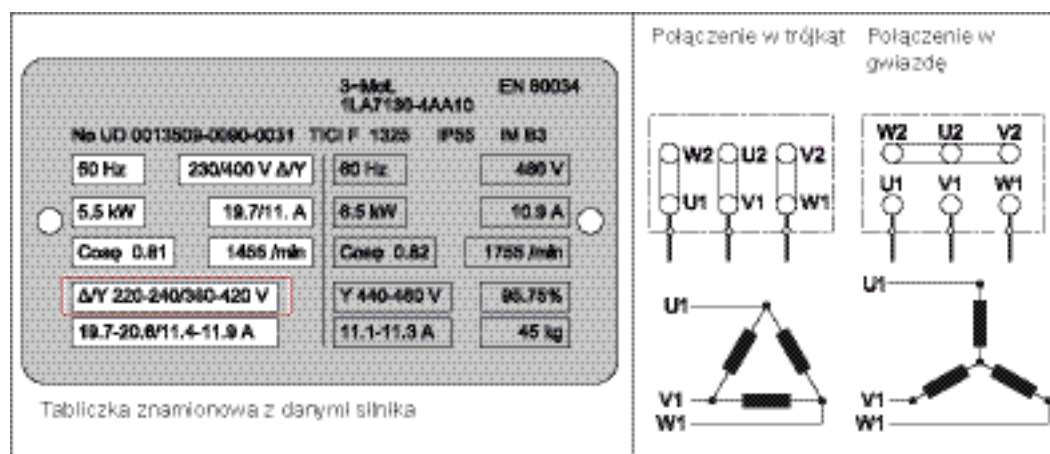 3~Mot. EN 60034
1LA7130-4AA10
No UD 0013509-0090-0031 TICI F 1325 IP55 IM B3
50 Hz 230/400 V Δ/Y 60 Hz 460 V
5.5 kW 19.7/11. A 6.5 kW 10.9 A
Cosφ 0.81 1455 /min Cosφ 0.82 1755 /min
Δ/Y 220-240/380-420 V Y 440-480 V 95.75%
19.7-20.6/11.4-11.9 A 11.1-11.3 A 45 kg
Tabliczka znamionowa z danymi silnika
Połączenie w trójkąt
W2 U2 V2
U1 V1 W1
U1
V1
W1
Połączenie w
gwiazdę
W2 U2 V2
U1 V1 W1
U1
V1
W1